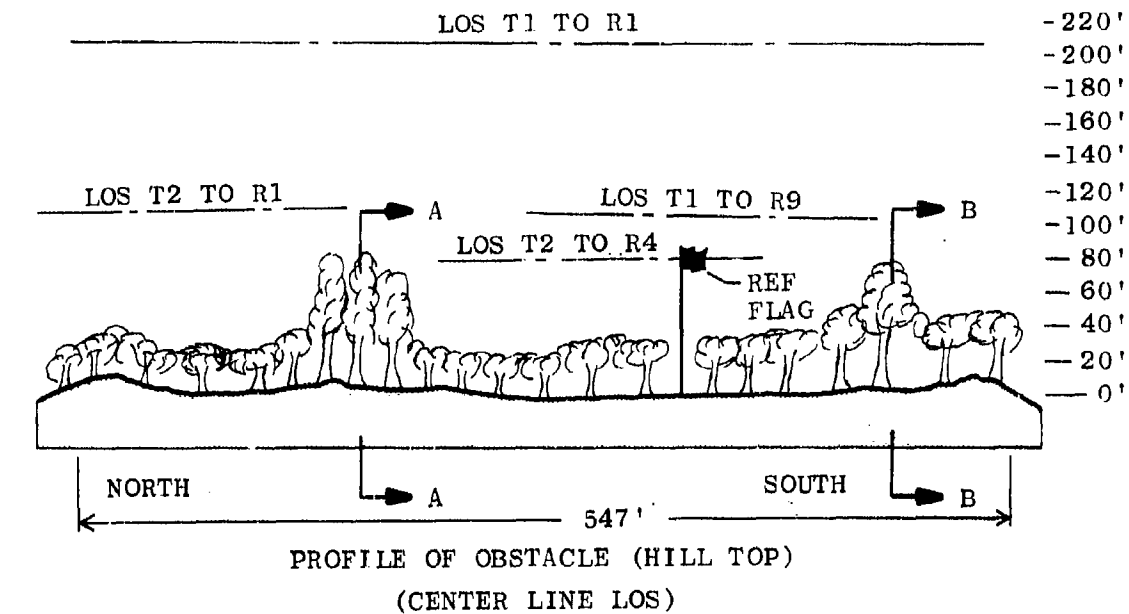 LOS T1 TO R1
-220'
-200'
-180'
-160'
-140'
-120'
-100'
-80'
-60'
-40'
-20'
-0'
LOS T2 TO R1
A
LOS T1 TO R9
B
LOS T2 TO R4
REF
FLAG
NORTH
A
SOUTH
B
547'
PROFILE OF OBSTACLE (HILL TOP)
(CENTER LINE LOS)